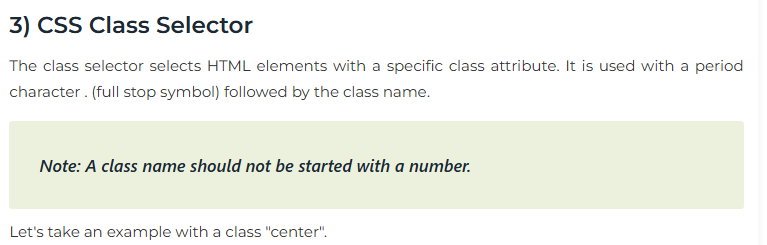 3) CSS Class Selector
The class selector selects HTML elements with a specific class attribute. It is used with a period
character . (full stop symbol) followed by the class name.
Note: A class name should not be started with a number.
Let's take an example with a class "center".